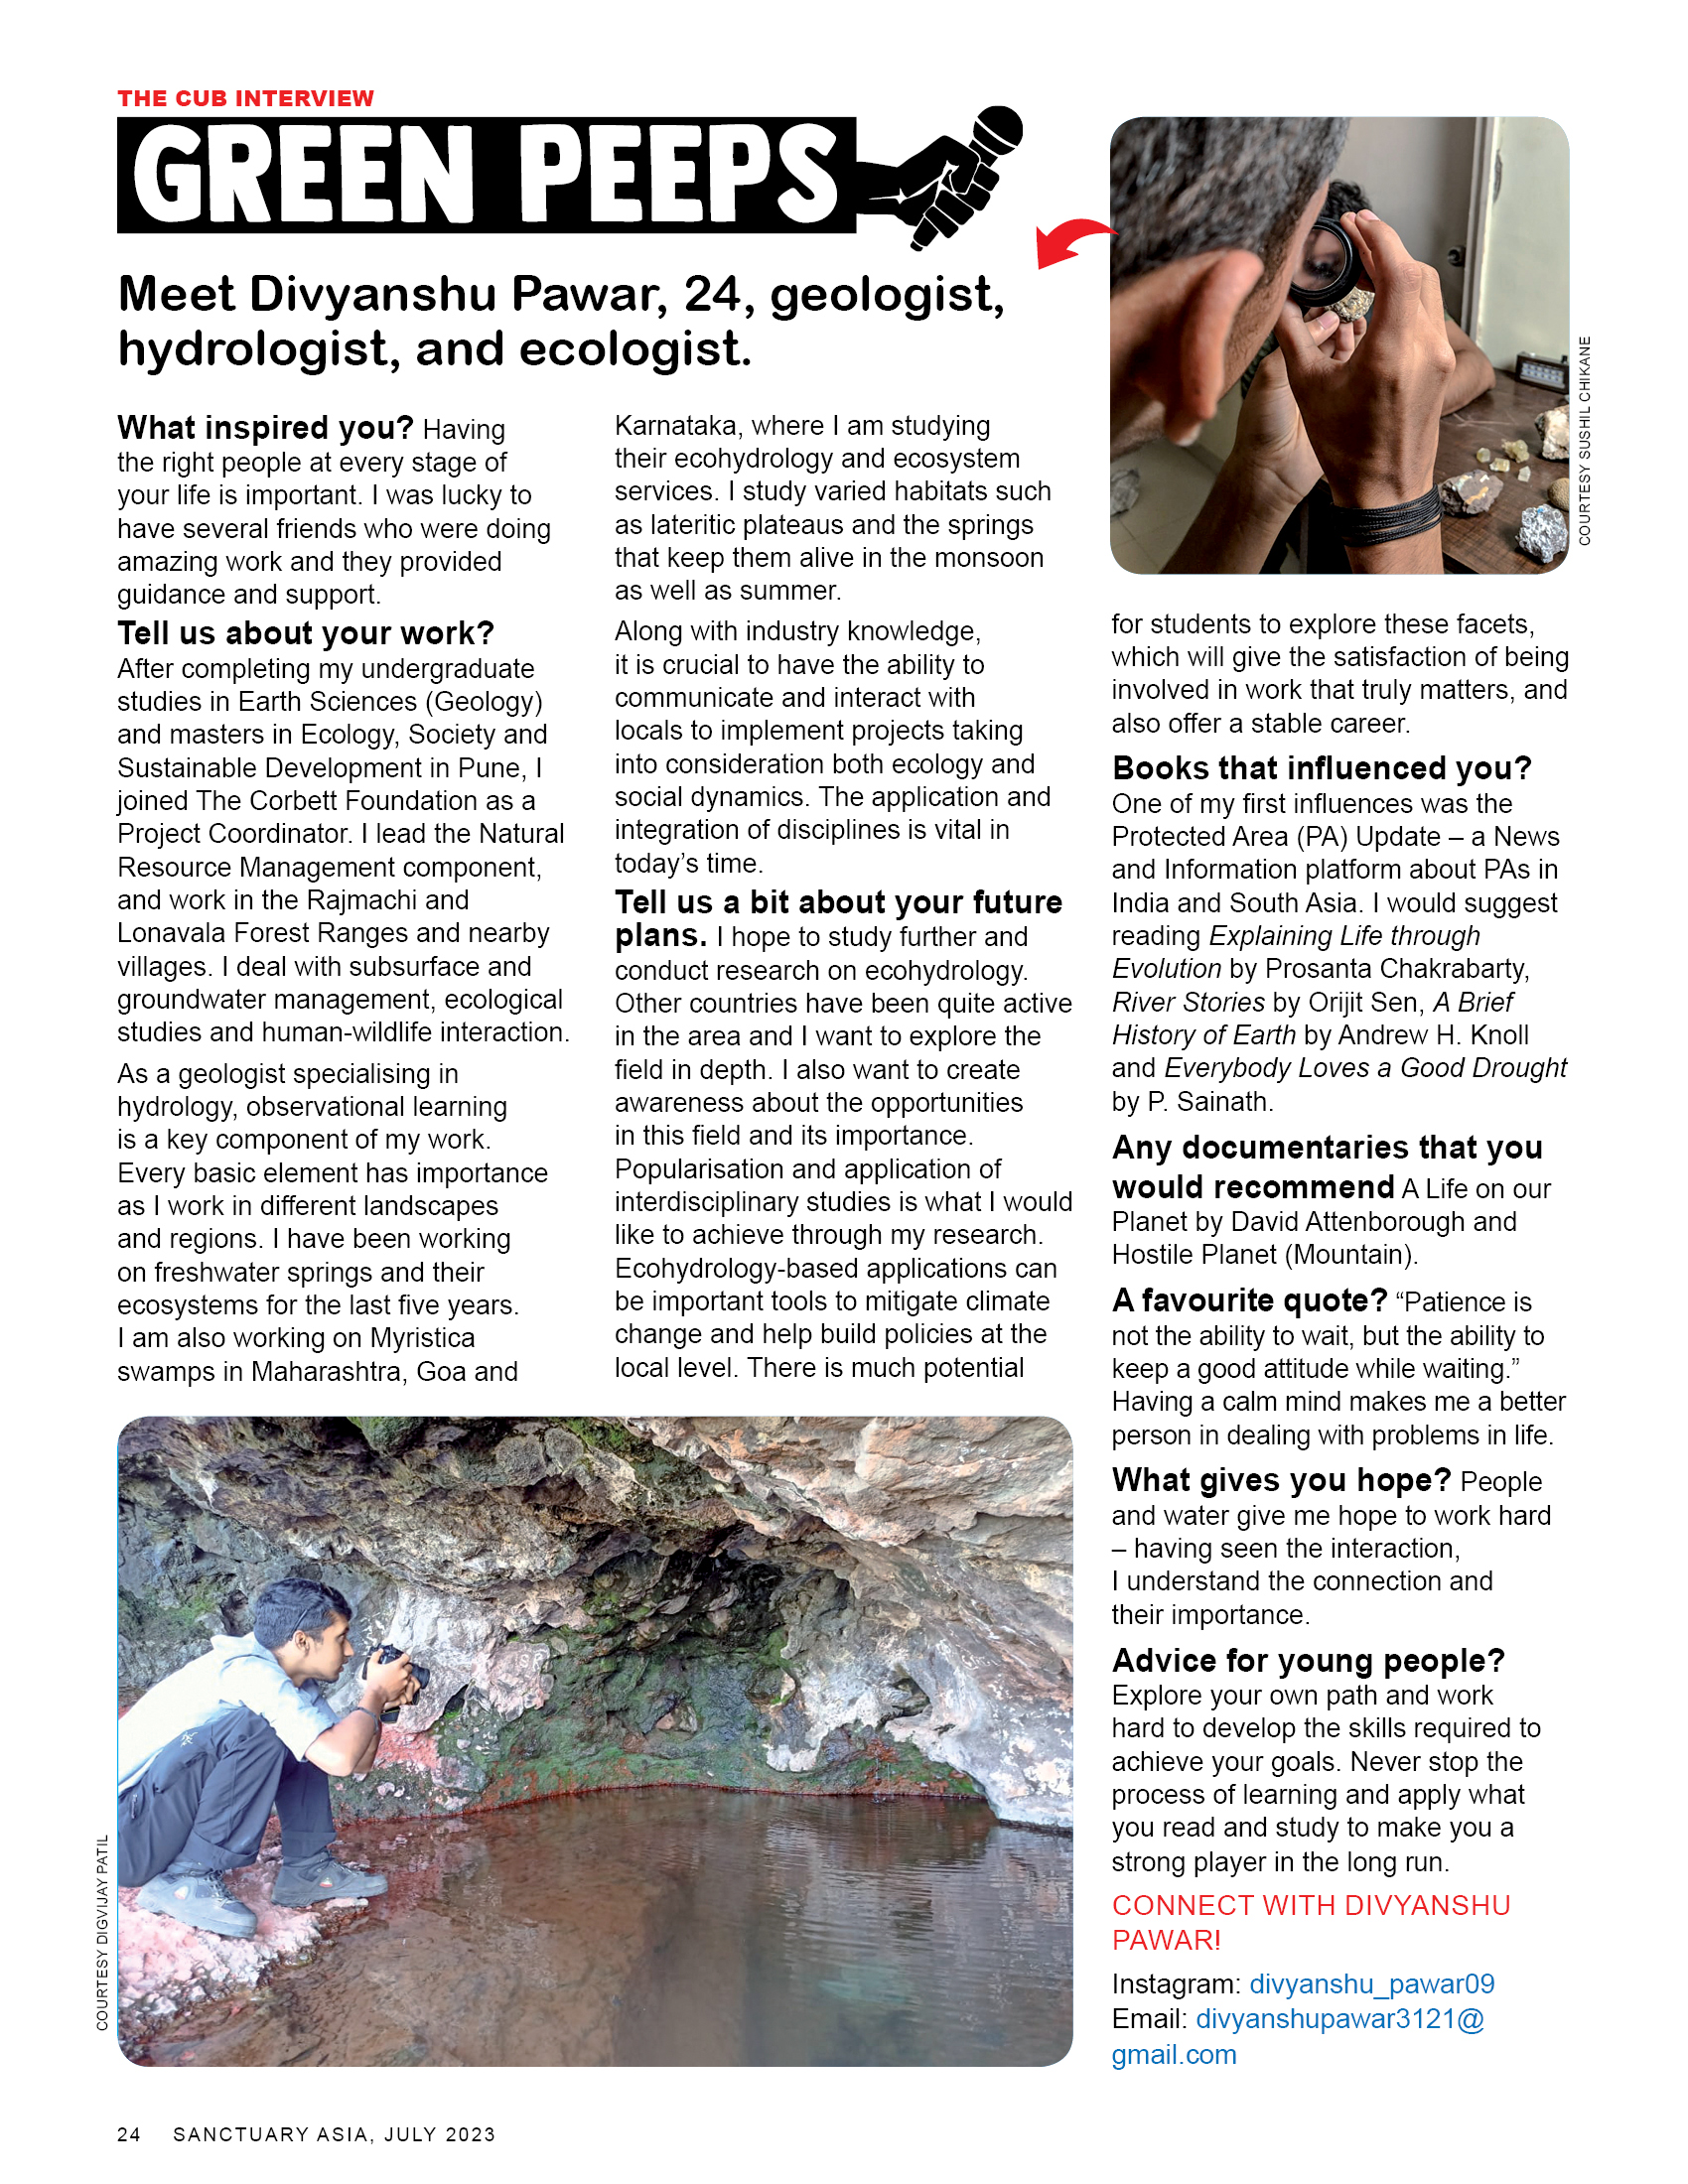 THE CUB INTERVIEW
GREEN PEEPS
Meet Divyanshu Pawar, 24, geologist,
hydrologist, and ecologist.
What inspired you? Having
the right people at every stage of
your life is important. I was lucky to
have several friends who were doing
amazing work and they provided
guidance and support.
Tell us about your work?
After completing my undergraduate
studies in Earth Sciences (Geology)
and masters in Ecology, Society and
Sustainable Development in Pune, I
joined The Corbett Foundation as a
Project Coordinator. I lead the Natural
Resource Management component,
and work in the Rajmachi and
Lonavala Forest Ranges and nearby
villages. I deal with subsurface and
groundwater management, ecological
studies and human-wildlife interaction.
As a geologist specialising in
hydrology, observational learning
is a key component of my work.
Every basic element has importance
as I work in different landscapes
and regions. I have been working
on freshwater springs and their
ecosystems for the last five years.
I am also working on Myristica
swamps in Maharashtra, Goa and
Karnataka, where I am studying
their ecohydrology and ecosystem
services. I study varied habitats such
as lateritic plateaus and the springs
that keep them alive in the monsoon
as well as summer.
Along with industry knowledge,
it is crucial to have the ability to
communicate and interact with
locals to implement projects taking
into consideration both ecology and
social dynamics. The application and
integration of disciplines is vital in
today’s time.
Tell us a bit about your future
plans. I hope to study further and
conduct research on ecohydrology.
Other countries have been quite active
in the area and I want to explore the
field in depth. I also want to create
awareness about the opportunities
in this field and its importance.
Popularisation and application of
interdisciplinary studies is what I would
like to achieve through my research.
Ecohydrology-based applications can
be important tools to mitigate climate
change and help build policies at the
local level. There is much potential
COURTESY SUSHIL CHIKANE
for students to explore these facets,
which will give the satisfaction of being
involved in work that truly matters, and
also offer a stable career.
Books that influenced you?
One of my first influences was the
Protected Area (PA) Update – a News
and Information platform about PAs in
India and South Asia. I would suggest
reading Explaining Life through
Evolution by Prosanta Chakrabarty,
River Stories by Orijit Sen, A Brief
History of Earth by Andrew H. Knoll
and Everybody Loves a Good Drought
by P. Sainath.
Any documentaries that you
would recommend A Life on our
Planet by David Attenborough and
Hostile Planet (Mountain).
A favourite quote? “Patience is
not the ability to wait, but the ability to
keep a good attitude while waiting.”
Having a calm mind makes me a better
person in dealing with problems in life.
What gives you hope? People
and water give me hope to work hard
– having seen the interaction,
I understand the connection and
their importance.
Advice for young people?
Explore your own path and work
hard to develop the skills required to
achieve your goals. Never stop the
process of learning and apply what
you read and study to make you a
strong player in the long run.
CONNECT WITH DIVYANSHU
PAWAR!
Instagram: divyanshu_pawar09
Email: divyanshupawar3121@
gmail.com
COURTESY DIGVIJAY PATIL
24 SANCTUARY ASIA, JULY 2023